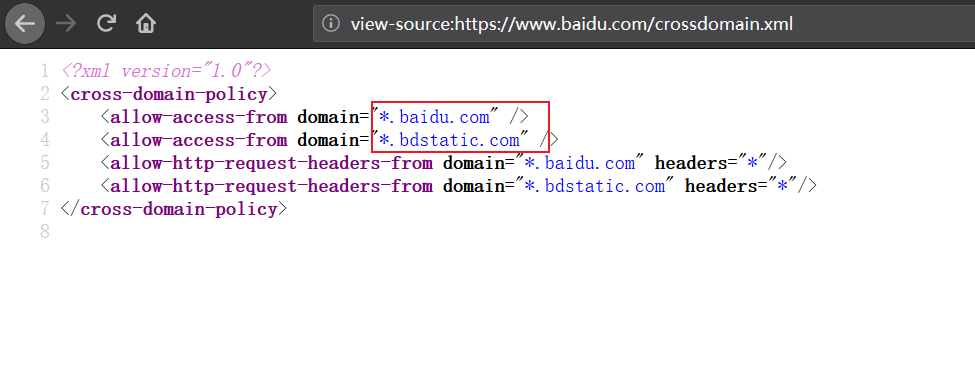 view-source:https://www.baidu.com/crossdomain.xml
1 <?xml version="1.0"?>
2 <cross-domain-policy>
3 <allow-access-from domain="*.baidu.com" />
4 <allow-access-from domain="*.bdstatic.com" />
5 <allow-http-request-headers-from domain="*.baidu.com" headers="*"/>
6 <allow-http-request-headers-from domain="*.bdstatic.com" headers="*"/>
7 </cross-domain-policy>
8